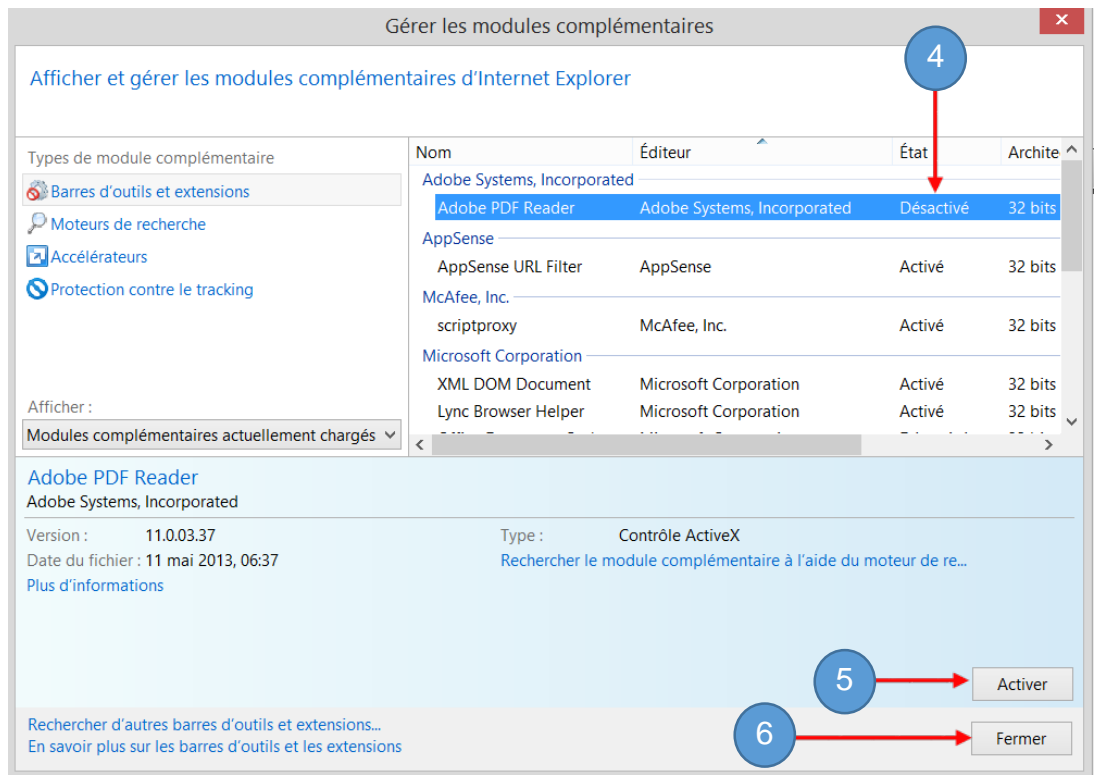 Gérer les modules complémentaires
Afficher et gérer les modules complémentaires d'Internet Explorer
4
Types de module complémentaire
Barres d'outils et extensions
Moteurs de recherche
Accélérateurs
Protection contre le tracking
Afficher :
Modules complémentaires actuellement chargés
Nom Éditeur État Archite
Adobe Systems, Incorporated
Adobe PDF Reader Adobe Systems, Incorporated Désactivé 32 bits
AppSense
AppSense URL Filter AppSense Activé 32 bits
McAfee, Inc.
scriptproxy McAfee, Inc. Activé 32 bits
Microsoft Corporation
XML DOM Document Microsoft Corporation Activé 32 bits
Lync Browser Helper Microsoft Corporation Activé 32 bits
Adobe PDF Reader
Adobe Systems, Incorporated
Version : 11.0.03.37
Date du fichier : 11 mai 2013, 06:37
Plus d'informations
Type : Contrôle ActiveX
Rechercher le module complémentaire à l'aide du moteur de re...
5
Activer
Rechercher d'autres barres d'outils et extensions...
En savoir plus sur les barres d'outils et les extensions
6
Fermer